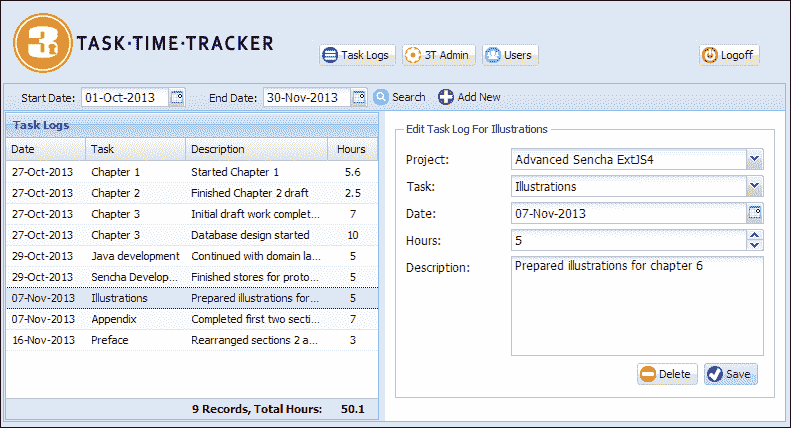 3 TASK·TIME·TRACKER
Task Logs 3T Admin Users Logoff
Start Date: 01-Oct-2013 End Date: 30-Nov-2013 Search Add New
Task Logs
Date Task Description Hours
27-Oct-2013 Chapter 1 Started Chapter 1 5.6
27-Oct-2013 Chapter 2 Finished Chapter 2 draft 2.5
27-Oct-2013 Chapter 3 Initial draft work complet... 7
27-Oct-2013 Chapter 3 Database design started 10
29-Oct-2013 Java development Continued with domain la... 5
29-Oct-2013 Sencha Develop... Finished stores for proto... 5
07-Nov-2013 Illustrations Prepared illustrations for... 5
07-Nov-2013 Appendix Completed first two secti... 7
16-Nov-2013 Preface Rearranged sections 2 a... 3
9 Records, Total Hours: 50.1
Edit Task Log For Illustrations
Project: Advanced Sencha ExtJS4
Task: Illustrations
Date: 07-Nov-2013
Hours: 5
Description: Prepared illustrations for chapter 6
Delete Save